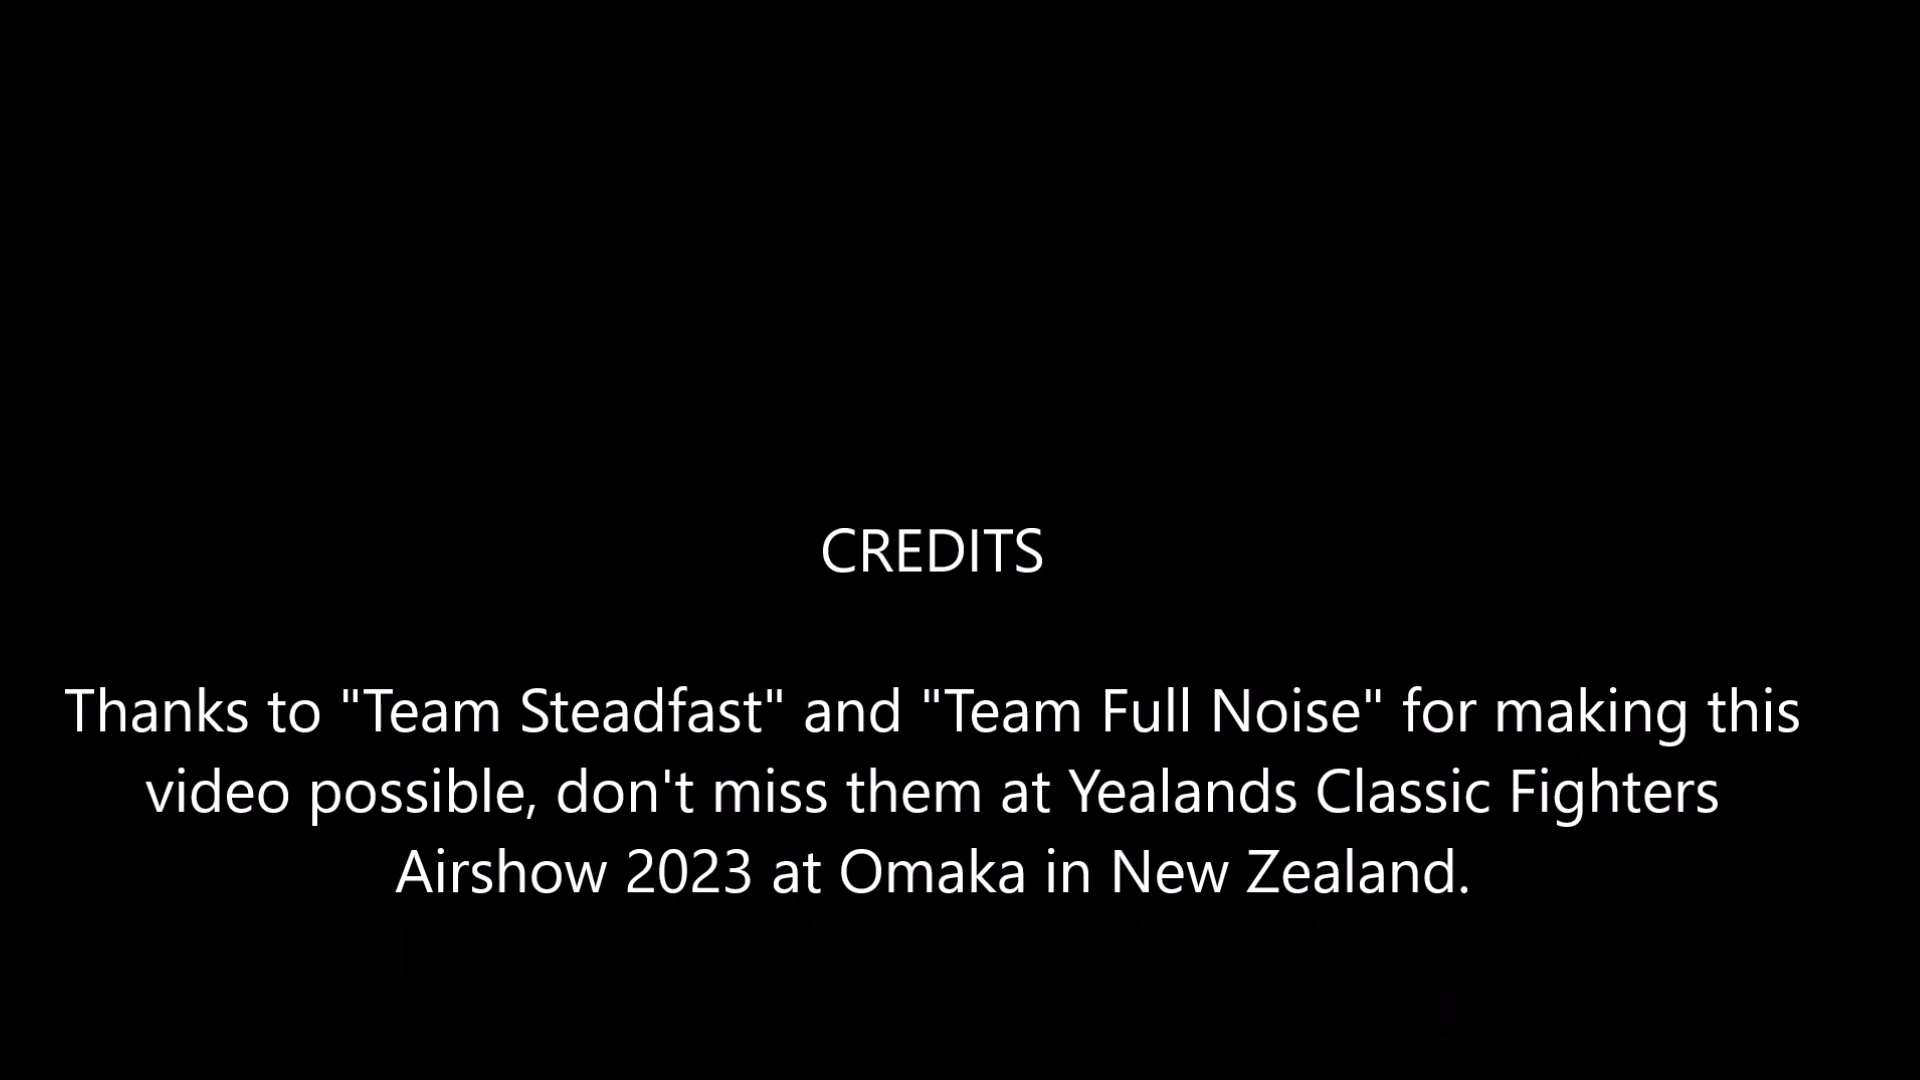 CREDITS
Thanks to "Team Steadfast" and "Team Full Noise" for making this
video possible, don't miss them at Yealands Classic Fighters
Airshow 2023 at Omaka in New Zealand.